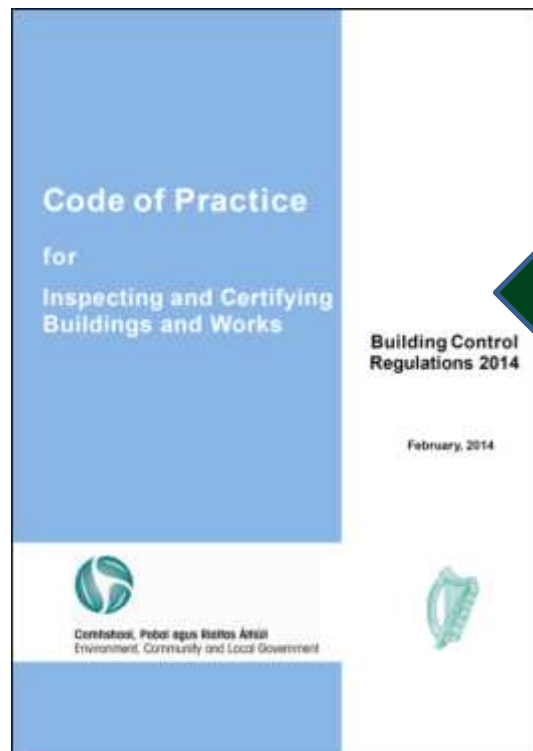 Code of Practice
for
Inspecting and Certifying
Buildings and Works
Building Control
Regulations 2014
February, 2014
Comhshaol, Pobal agus Rialtas Áitiúil
Environment, Community and Local Government